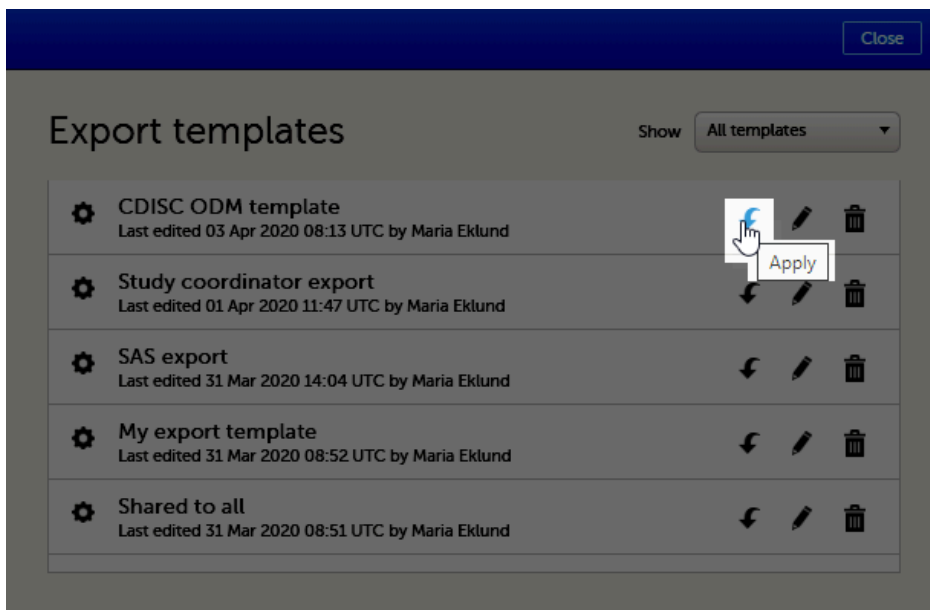 Close
Export templates
Show All templates
CDISC ODM template
Last edited 03 Apr 2020 08:13 UTC by Maria Eklund
Apply
Study coordinator export
Last edited 01 Apr 2020 11:47 UTC by Maria Eklund
SAS export
Last edited 31 Mar 2020 14:04 UTC by Maria Eklund
My export template
Last edited 31 Mar 2020 08:52 UTC by Maria Eklund
Shared to all
Last edited 31 Mar 2020 08:51 UTC by Maria Eklund